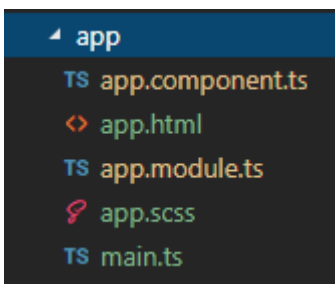 app
TS app.component.ts
<> app.html
TS app.module.ts
app.scss
TS main.ts